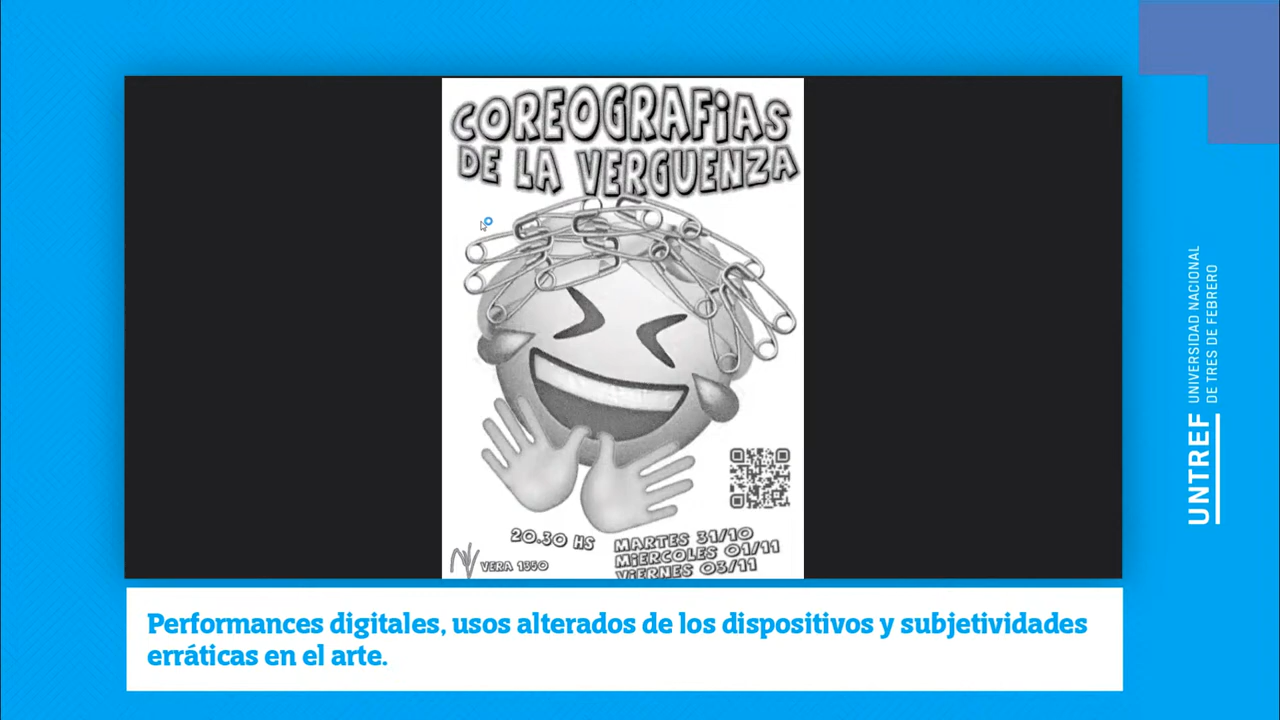 COREOGRAFiAS
DE LA VERGUENZA
20.30 HS
MARTES 31/10
MiERCOLES 01/11
ViERNES 03/11
VERA 1350
Performances digitales, usos alterados de los dispositivos y subjetividades
erráticas en el arte.
UNTREF
UNIVERSIDAD NACIONAL
DE TRES DE FEBRERO